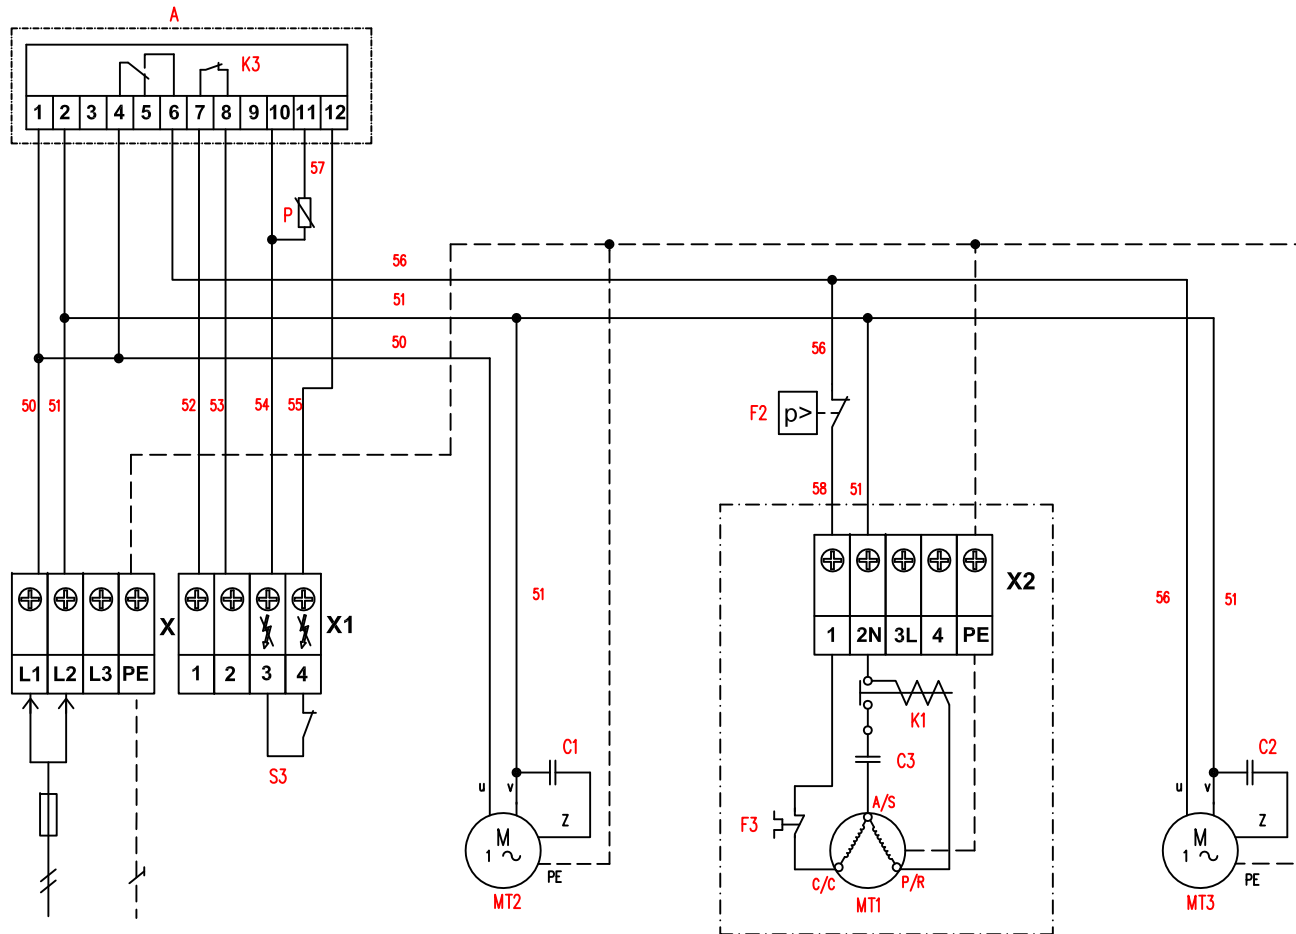 A
K3
1 2 3 4 5 6 7 8 9 10 11 12
57
P
56
51
50
56
50 51 52 53 54 55
F2 p>
58 51
X2
1 2N 3L 4 PE
51
56 51
X
X1
L1 L2 L3 PE
1 2 3 4
K1
C1
C3
C2
S3
u v
u v
A/S
Z
Z
F3
M
1
M
1
PE
C/C P/R
PE
MT2
MT1
MT3